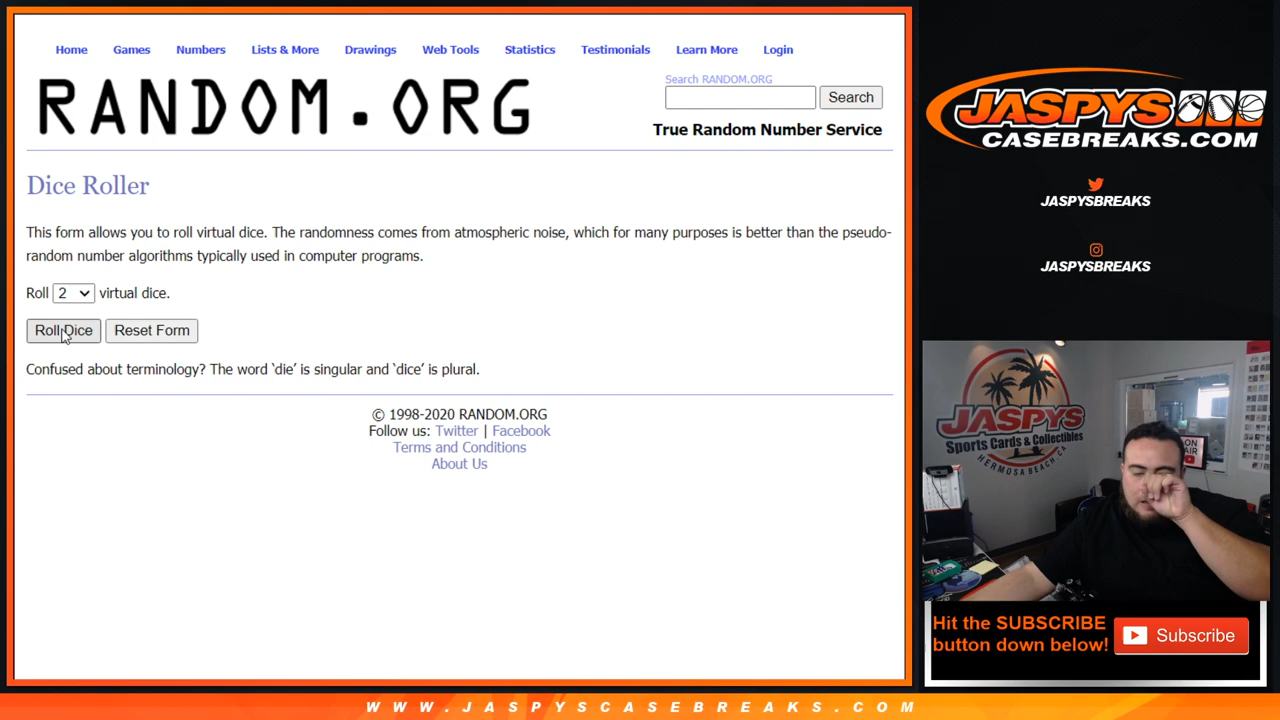 Home Games Numbers Lists & More Drawings Web Tools Statistics Testimonials Learn More Login
RANDOM.ORG
Search RANDOM.ORG
Search
True Random Number Service
Dice Roller
This form allows you to roll virtual dice. The randomness comes from atmospheric noise, which for many purposes is better than the pseudo-
random number algorithms typically used in computer programs.
Roll 2 virtual dice.
Roll Dice Reset Form
Confused about terminology? The word ‘die’ is singular and ‘dice’ is plural.
© 1998-2020 RANDOM.ORG
Follow us: Twitter | Facebook
Terms and Conditions
About Us
JASPYS
CASEBREAKS.COM
JASPYSBREAKS
JASPYSBREAKS
JASPYS
Sports Cards & Collectibles
HERMOSA BEACH CA
ON
AIR
Hit the SUBSCRIBE
button down below!
Subscribe
WWW.JASPYSCASEBREAKS.COM